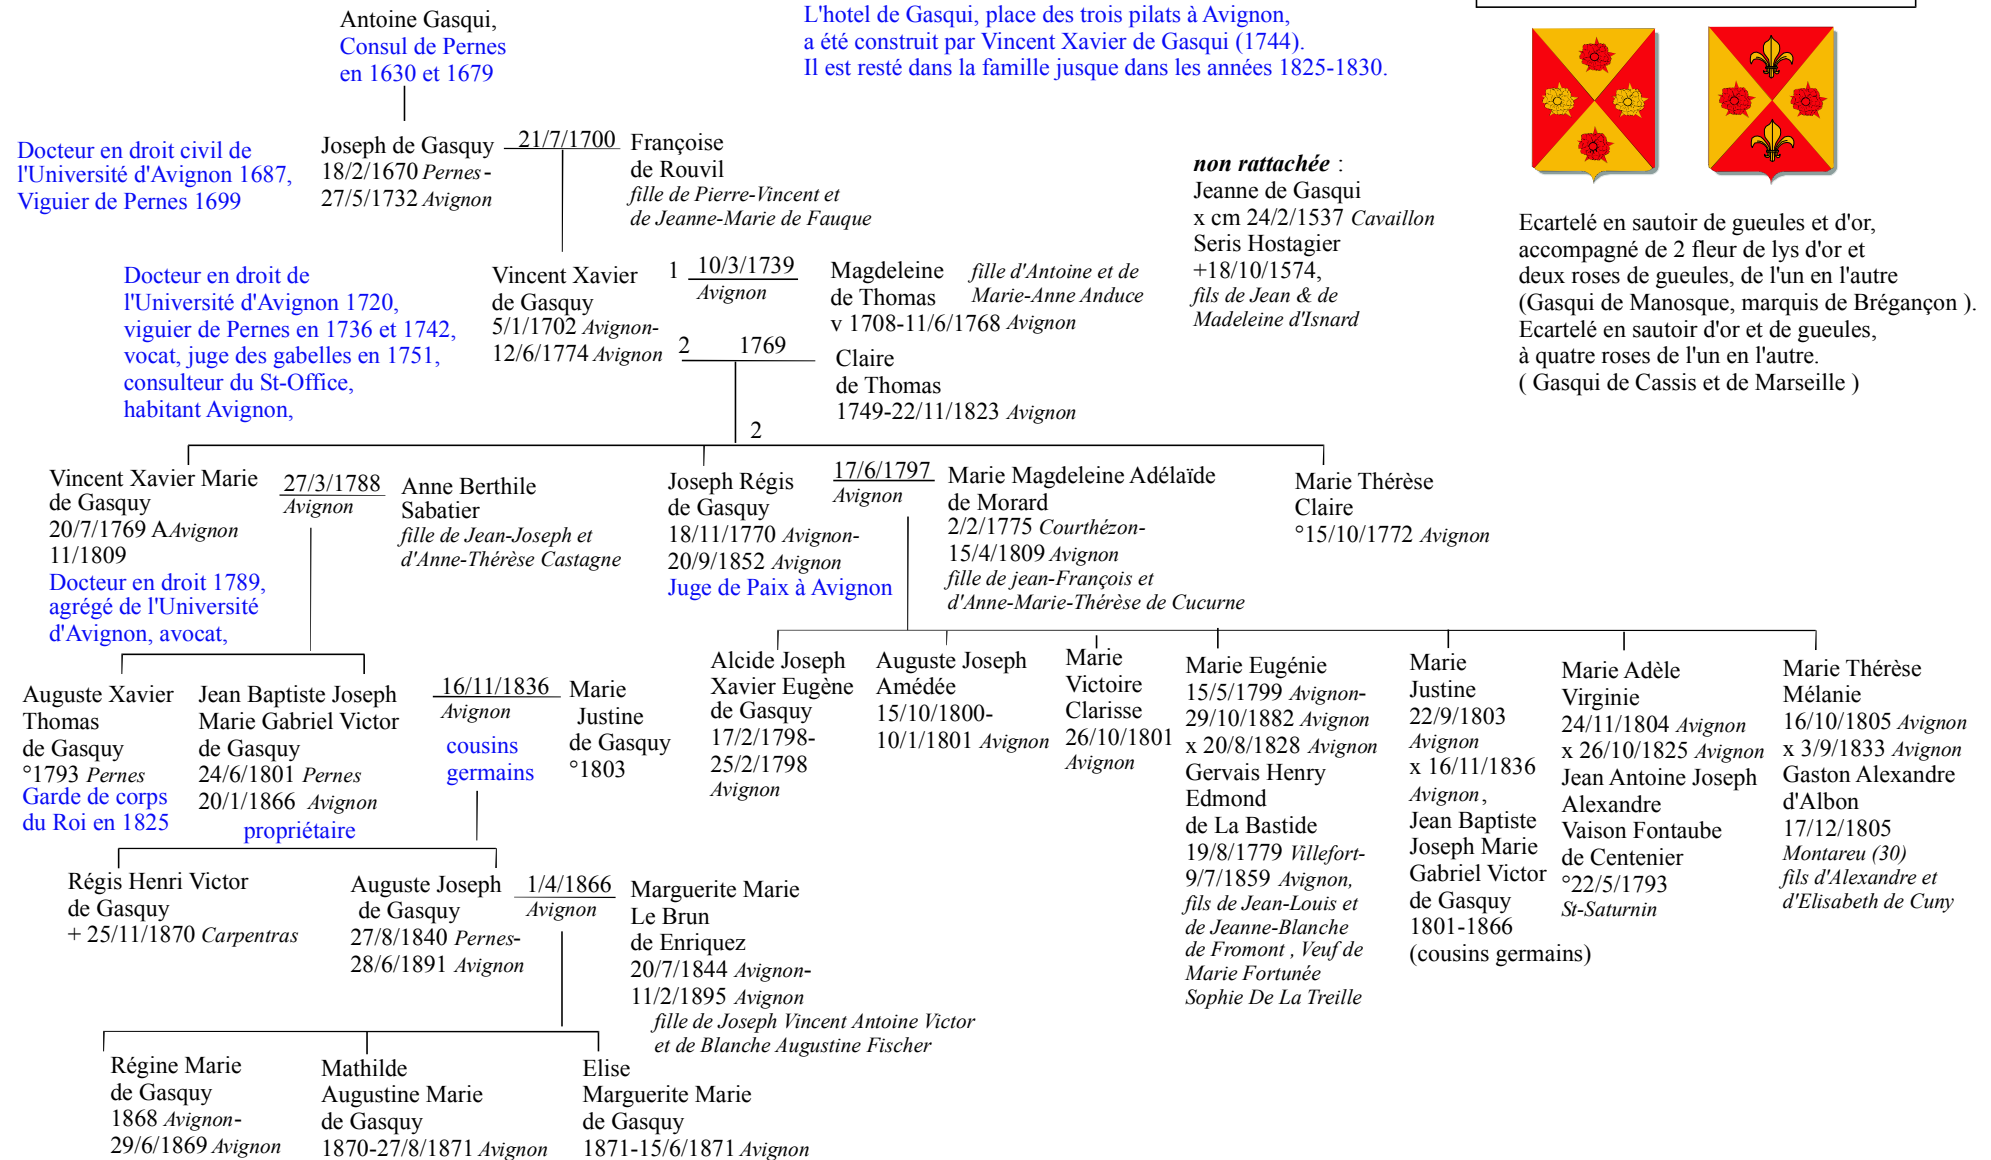 Antoine Gasqui,
Consul de Pernes
en 1630 et 1679
L'hotel de Gasqui, place des trois pilats à Avignon,
a été construit par Vincent Xavier de Gasqui (1744).
Il est resté dans la famille jusque dans les années 1825-1830.
Docteur en droit civil de
l'Université d'Avignon 1687,
Viguier de Pernes 1699
Joseph de Gasquy
18/2/1670 Pernes-
27/5/1732 Avignon
21/7/1700
Françoise
de Rouvil
fille de Pierre-Vincent et
de Jeanne-Marie de Fauque
non rattachée :
Jeanne de Gasqui
x cm 24/2/1537 Cavaillon
Seris Hostagier
+18/10/1574,
fils de Jean & de
Madeleine d'Isnard
Ecartelé en sautoir de gueules et d'or,
accompagné de 2 fleur de lys d'or et
deux roses de gueules, de l'un en l'autre
(Gasqui de Manosque, marquis de Brégançon ).
Ecartelé en sautoir d'or et de gueules,
à quatre roses de l'un en l'autre.
( Gasqui de Cassis et de Marseille )
Docteur en droit de
l'Université d'Avignon 1720,
viguier de Pernes en 1736 et 1742,
vocat, juge des gabelles en 1751,
consulteur du St-Office,
habitant Avignon,
Vincent Xavier
de Gasquy
5/1/1702 Avignon-
12/6/1774 Avignon
1 10/3/1739
Avignon
Magdeleine
de Thomas
v 1708-11/6/1768 Avignon
fille d'Antoine et de
Marie-Anne Anduce
2 1769
Claire
de Thomas
1749-22/11/1823 Avignon
2
Vincent Xavier Marie
de Gasquy
20/7/1769 AAvignon
11/1809
Docteur en droit 1789,
agrégé de l'Université
d'Avignon, avocat,
27/3/1788
Avignon
Anne Berthile
Sabatier
fille de Jean-Joseph et
d'Anne-Thérèse Castagne
Joseph Régis
de Gasquy
18/11/1770 Avignon-
20/9/1852 Avignon
Juge de Paix à Avignon
17/6/1797
Avignon
Marie Magdeleine Adélaïde
de Morard
2/2/1775 Courthézon-
15/4/1809 Avignon
fille de jean-François et
d'Anne-Marie-Thérèse de Cucurne
Marie Thérèse
Claire
°15/10/1772 Avignon
Auguste Xavier
Thomas
de Gasquy
°1793 Pernes
Garde de corps
du Roi en 1825
Jean Baptiste Joseph
Marie Gabriel Victor
de Gasquy
24/6/1801 Pernes
20/1/1866 Avignon
propriétaire
16/11/1836
Avignon
cousins
germains
Marie
Justine
de Gasquy
°1803
Alcide Joseph
Xavier Eugène
de Gasquy
17/2/1798-
25/2/1798
Avignon
Auguste Joseph
Amédée
15/10/1800-
10/1/1801 Avignon
Marie
Victoire
Clarisse
26/10/1801
Avignon
Marie Eugénie
15/5/1799 Avignon-
29/10/1882 Avignon
x 20/8/1828 Avignon
Gervais Henry
Edmond
de La Bastide
19/8/1779 Villefort-
9/7/1859 Avignon,
fils de Jean-Louis et
de Jeanne-Blanche
de Fromont , Veuf de
Marie Fortunée
Sophie De La Treille
Marie
Justine
22/9/1803
Avignon
x 16/11/1836
Avignon,
Jean Baptiste
Joseph Marie
Gabriel Victor
de Gasquy
1801-1866
(cousins germains)
Marie Adèle
Virginie
24/11/1804 Avignon
x 26/10/1825 Avignon
Jean Antoine Joseph
Alexandre
Vaison Fontaube
de Centenier
°22/5/1793
St-Saturnin
Marie Thérèse
Mélanie
16/10/1805 Avignon
x 3/9/1833 Avignon
Gaston Alexandre
d'Albon
17/12/1805
Montareu (30)
fils d'Alexandre et
d'Elisabeth de Cuny
Régis Henri Victor
de Gasquy
+ 25/11/1870 Carpentras
Auguste Joseph
de Gasquy
27/8/1840 Pernes-
28/6/1891 Avignon
1/4/1866
Avignon
Marguerite Marie
Le Brun
de Enriquez
20/7/1844 Avignon-
11/2/1895 Avignon
fille de Joseph Vincent Antoine Victor
et de Blanche Augustine Fischer
Régine Marie
de Gasquy
1868 Avignon-
29/6/1869 Avignon
Mathilde
Augustine Marie
de Gasquy
1870-27/8/1871 Avignon
Elise
Marguerite Marie
de Gasquy
1871-15/6/1871 Avignon